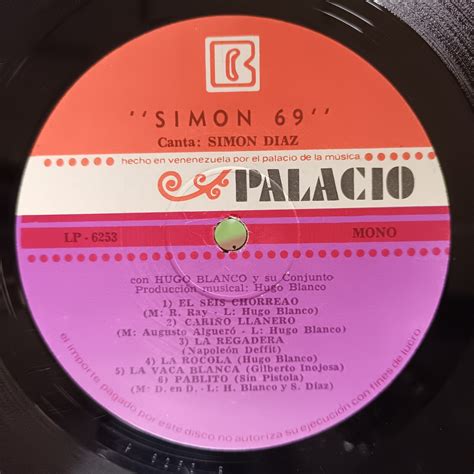 ''SIMON 69''
Canta: SIMON DIAZ
hecho en venenezuela por el palacio de la música
PALACIO
LP - 6253
MONO
con HUGO BLANCO y su Conjunto
Producción musical: Hugo Blanco
1) EL SEIS CHORREAO
(M: R. Ray - L: Hugo Blanco)
2) CARIÑO LLANERO
(M: Augusto Algueró - L: Hugo Blanco)
3) LA REGADERA
(Napoleón Deffit)
4) LA ROCOLA (Hugo Blanco)
5) LA VACA BLANCA (Gilberto Inojosa)
6) PABLITO (Sin Pistola)
(M: D. en D. - L: H. Blanco y S. Díaz)
el importe pagado por este disco no autoriza su ejecución con fines de lucro